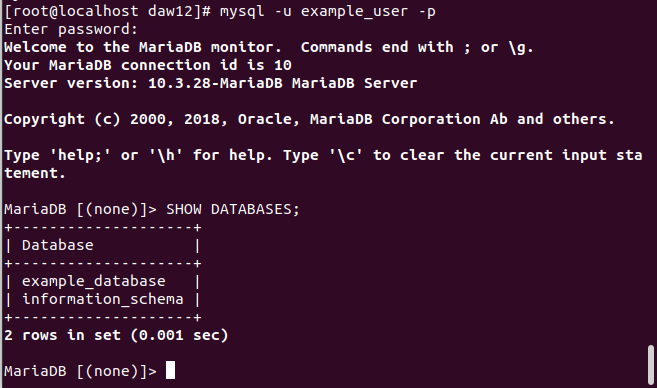 [root@localhost daw12]# mysql -u example_user -p
Enter password:
Welcome to the MariaDB monitor.  Commands end with ; or \g.
Your MariaDB connection id is 10
Server version: 10.3.28-MariaDB MariaDB Server

Copyright (c) 2000, 2018, Oracle, MariaDB Corporation Ab and others.

Type 'help;' or '\h' for help. Type '\c' to clear the current input sta
tement.

MariaDB [(none)]> SHOW DATABASES;
+--------------------+
| Database           |
+--------------------+
| example_database   |
| information_schema |
+--------------------+
2 rows in set (0.001 sec)

MariaDB [(none)]>